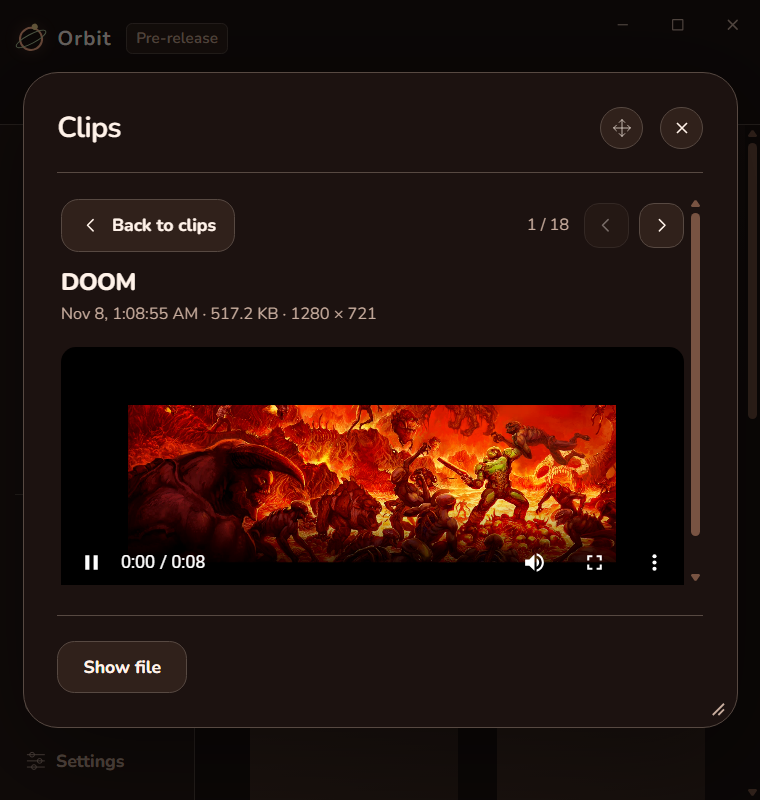 Orbit Pre-release
Clips
Back to clips 1 / 18
DOOM
Nov 8, 1:08:55 AM · 517.2 KB · 1280 × 721
0:00 / 0:08
Show file
Settings